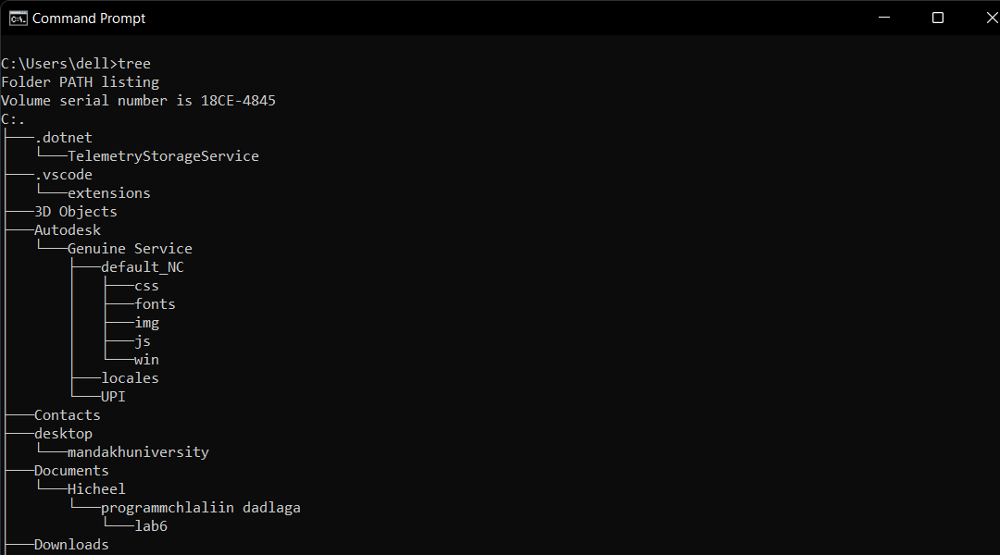 Command Prompt
C:\Users\dell>tree
Folder PATH listing
Volume serial number is 18CE-4845
C:.
├───.dotnet
│   └───TelemetryStorageService
├───.vscode
│   └───extensions
├───3D Objects
├───Autodesk
│   └───Genuine Service
│       ├───default_NC
│       │   ├───css
│       │   ├───fonts
│       │   ├───img
│       │   ├───js
│       │   └───win
│       ├───locales
│       └───UPI
├───Contacts
├───desktop
│   └───mandakhuniversity
├───Documents
│   └───Hicheel
│       └───programmchlaliin dadlaga
│           └───lab6
├───Downloads